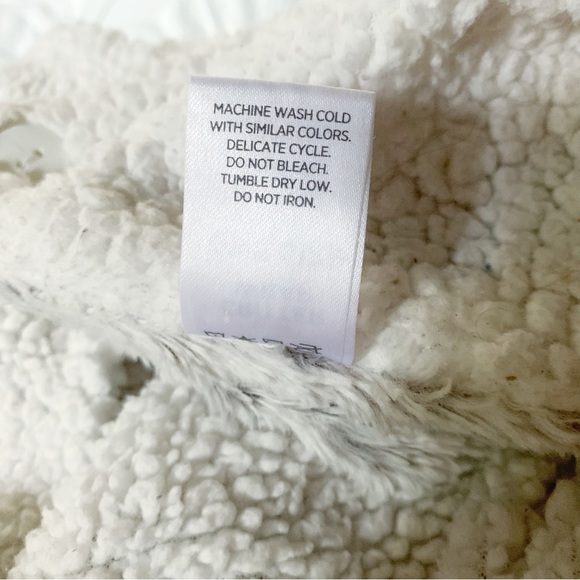 MACHINE WASH COLD
WITH SIMILAR COLORS.
DELICATE CYCLE.
DO NOT BLEACH.
TUMBLE DRY LOW.
DO NOT IRON.